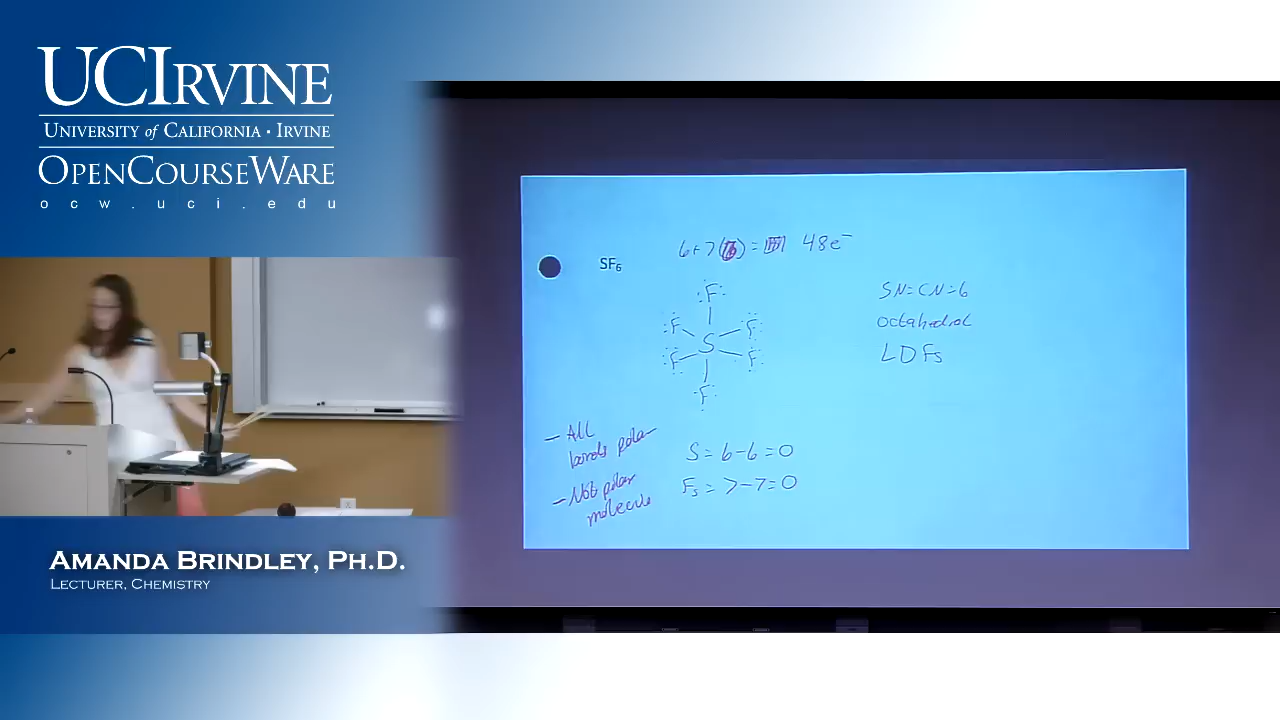 UCIRVINE
UNIVERSITY of CALIFORNIA · IRVINE
OPENCOURSEWARE
ocw.uci.edu
SF6
6+7( ) = 48e⁻
F
F F
S
F F
F
SN=CN=6
octahedral
LDFs
— All bonds polar
— Not polar molecule
S = 6-6=0
Fs = 7-7=0
AMANDA BRINDLEY, PH.D.
LECTURER, CHEMISTRY